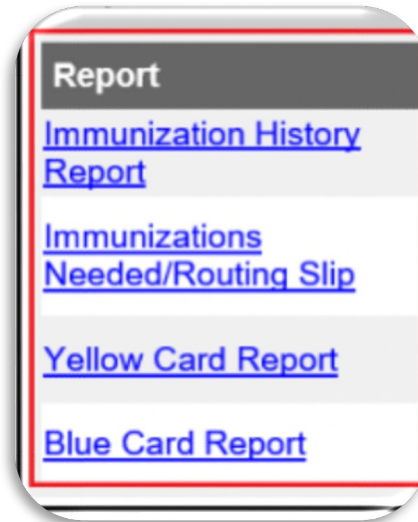 Report
Immunization History
Report
Immunizations
Needed/Routing Slip
Yellow Card Report
Blue Card Report